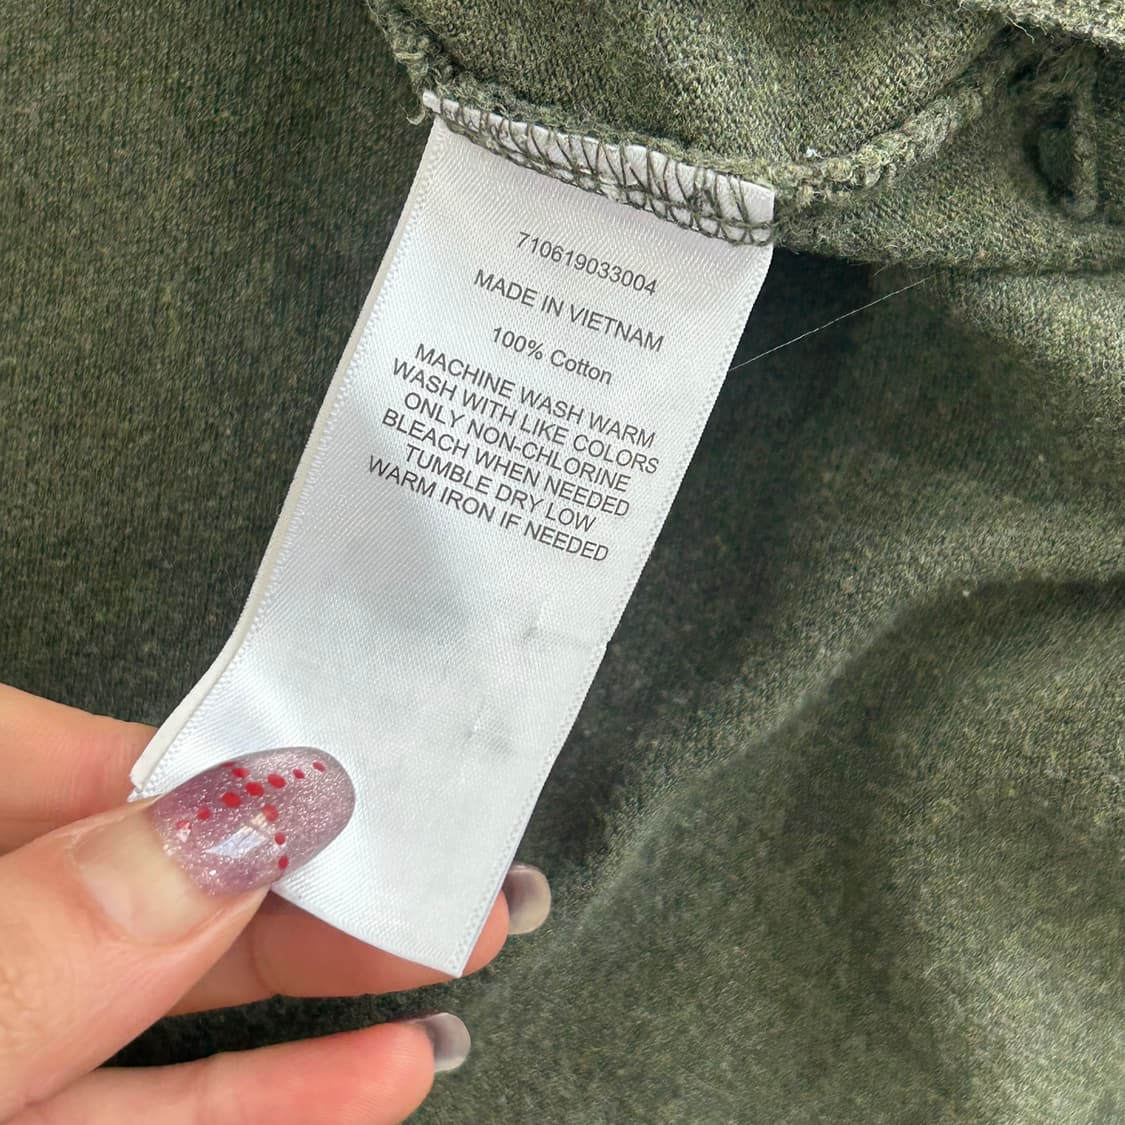 710619033004
MADE IN VIETNAM
100% Cotton
MACHINE WASH WARM
WASH WITH LIKE COLORS
ONLY NON-CHLORINE
BLEACH WHEN NEEDED
TUMBLE DRY LOW
WARM IRON IF NEEDED